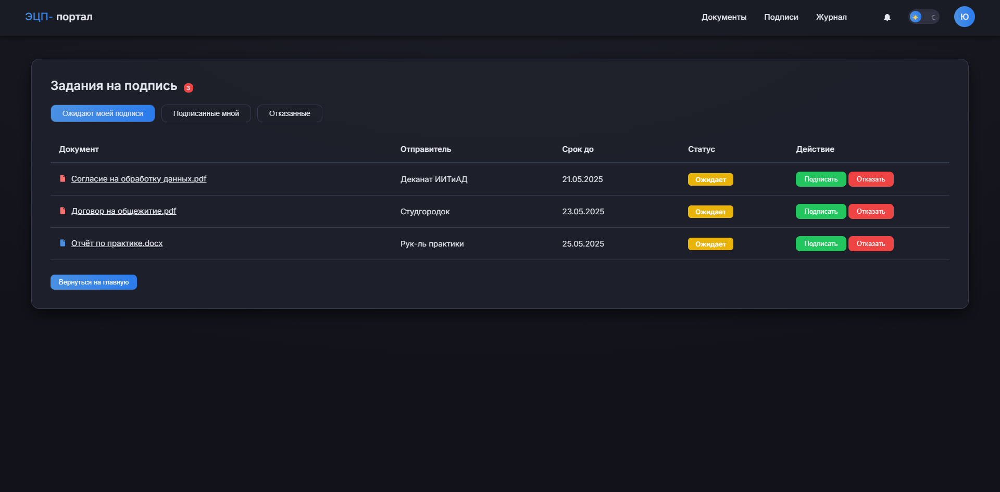 ЭЦП- портал
Документы Подписи Журнал Ю
Задания на подпись 3
Ожидают моей подписи Подписанные мной Отказанные
Документ Отправитель Срок до Статус Действие
Согласие на обработку данных.pdf Деканат ИИТиАД 21.05.2025 Ожидает Подписать Отказать
Договор на общежитие.pdf Студгородок 23.05.2025 Ожидает Подписать Отказать
Отчёт по практике.docx Рук-ль практики 25.05.2025 Ожидает Подписать Отказать
Вернуться на главную